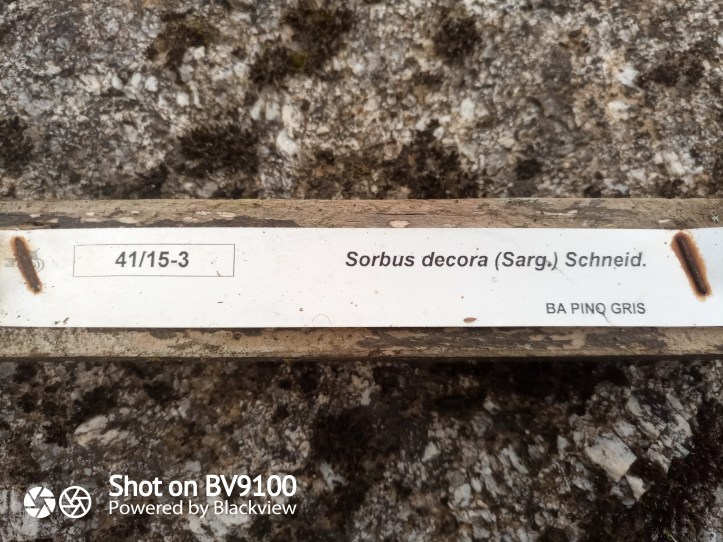 41/15-3
Sorbus decora (Sarg.) Schneid.
BA PINO GRIS
Shot on BV9100
Powered by Blackview